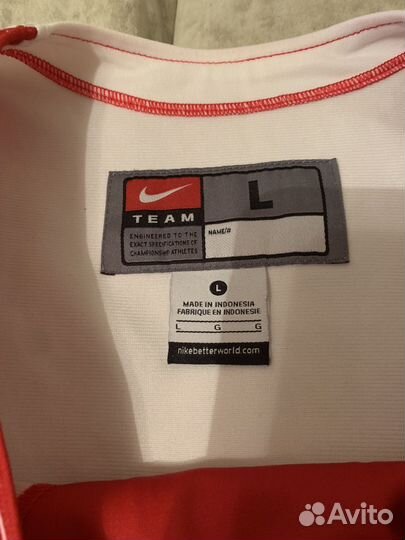 TEAM
L
ENGINEERED TO THE
EXACT SPECIFICATIONS OF
CHAMPIONSHIP ATHLETES
NAME/#
L
MADE IN INDONESIA
FABRIQUE EN INDONESIE
L G G
nikebetterworld.com
Avito